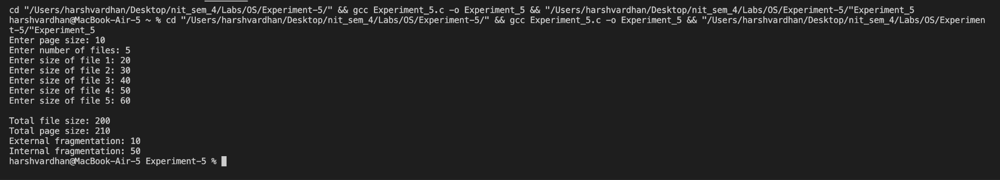 cd "/Users/harshvardhan/Desktop/nit_sem_4/Labs/OS/Experiment-5/" && gcc Experiment_5.c -o Experiment_5 && "/Users/harshvardhan/Desktop/nit_sem_4/Labs/OS/Experiment-5/"Experiment_5
harshvardhan@MacBook-Air-5 ~ % cd "/Users/harshvardhan/Desktop/nit_sem_4/Labs/OS/Experiment-5/" && gcc Experiment_5.c -o Experiment_5 && "/Users/harshvardhan/Desktop/nit_sem_4/Labs/OS/Experimen
t-5/"Experiment_5
Enter page size: 10
Enter number of files: 5
Enter size of file 1: 20
Enter size of file 2: 30
Enter size of file 3: 40
Enter size of file 4: 50
Enter size of file 5: 60
Total file size: 200
Total page size: 210
External fragmentation: 10
Internal fragmentation: 50
harshvardhan@MacBook-Air-5 Experiment-5 %